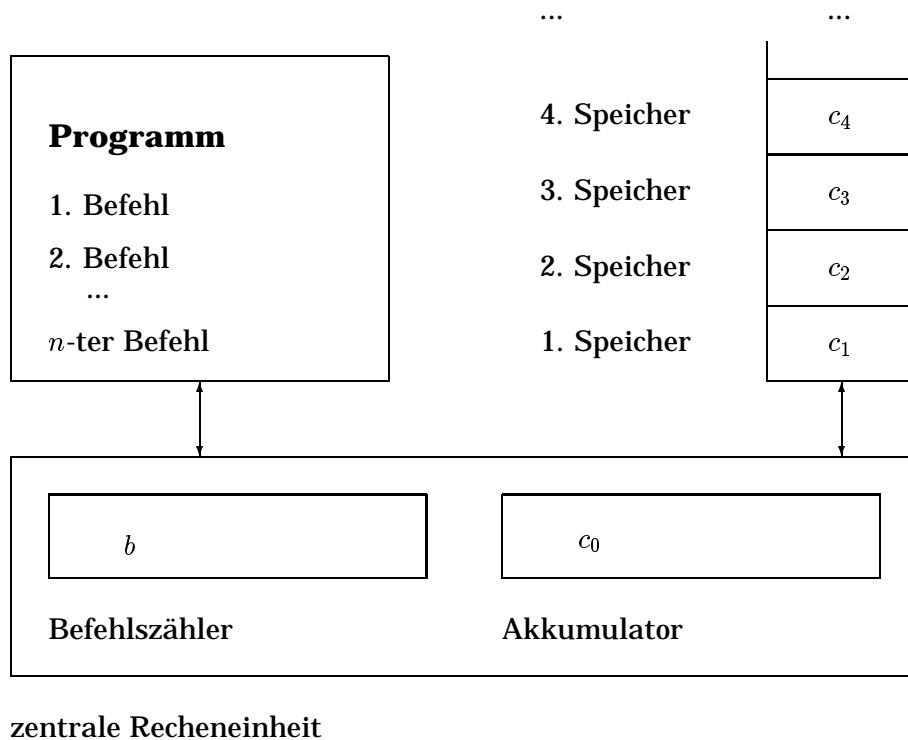 ... ...
4. Speicher c₄
Programm
3. Speicher c₃
1. Befehl
2. Befehl
2. Speicher c₂
...
n-ter Befehl
1. Speicher c₁
b
c₀
Befehlszähler
Akkumulator
zentrale Recheneinheit